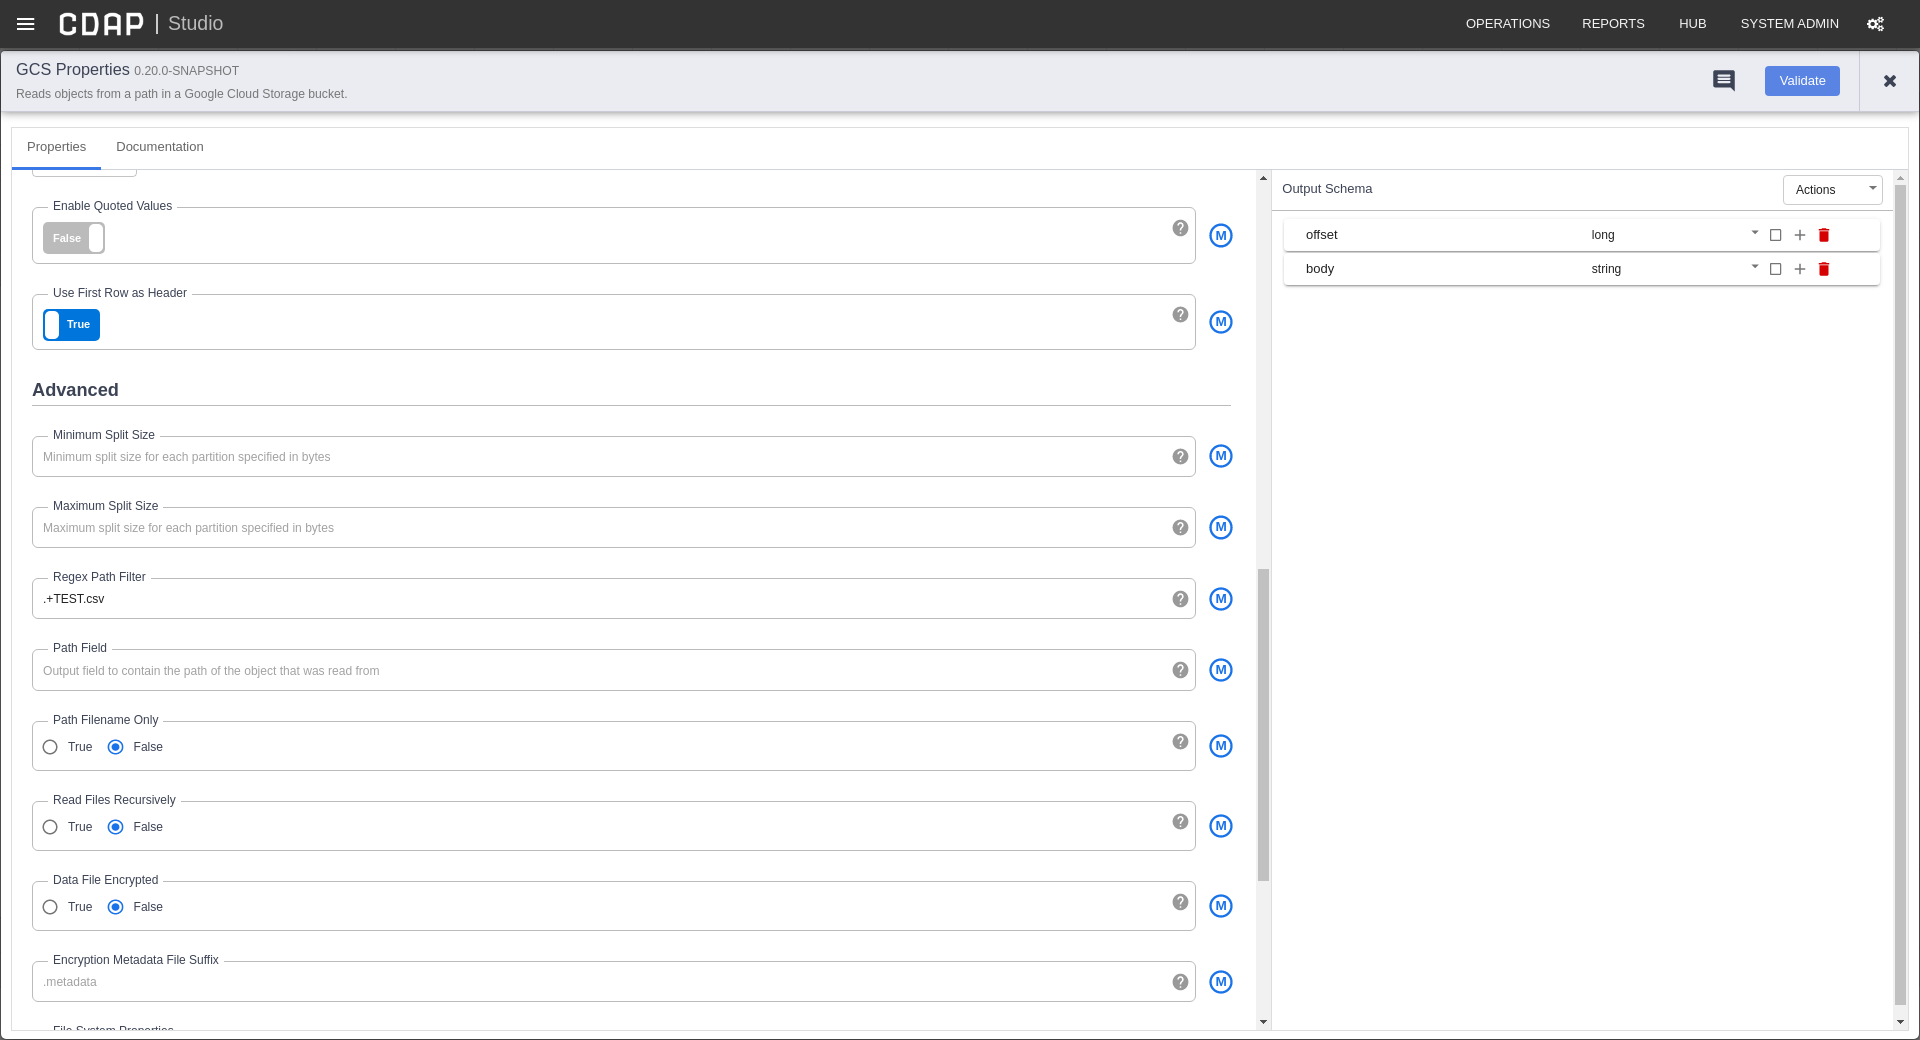 CDAP | Studio
OPERATIONS REPORTS HUB SYSTEM ADMIN
GCS Properties 0.20.0-SNAPSHOT
Reads objects from a path in a Google Cloud Storage bucket.
Validate
Properties Documentation
Output Schema
Actions
offset long
body string
Enable Quoted Values
False
M
Use First Row as Header
True
M
Advanced
Minimum Split Size
Minimum split size for each partition specified in bytes
M
Maximum Split Size
Maximum split size for each partition specified in bytes
M
Regex Path Filter
.+TEST.csv
M
Path Field
Output field to contain the path of the object that was read from
M
Path Filename Only
True False
M
Read Files Recursively
True False
M
Data File Encrypted
True False
M
Encryption Metadata File Suffix
.metadata
M
File System Properties